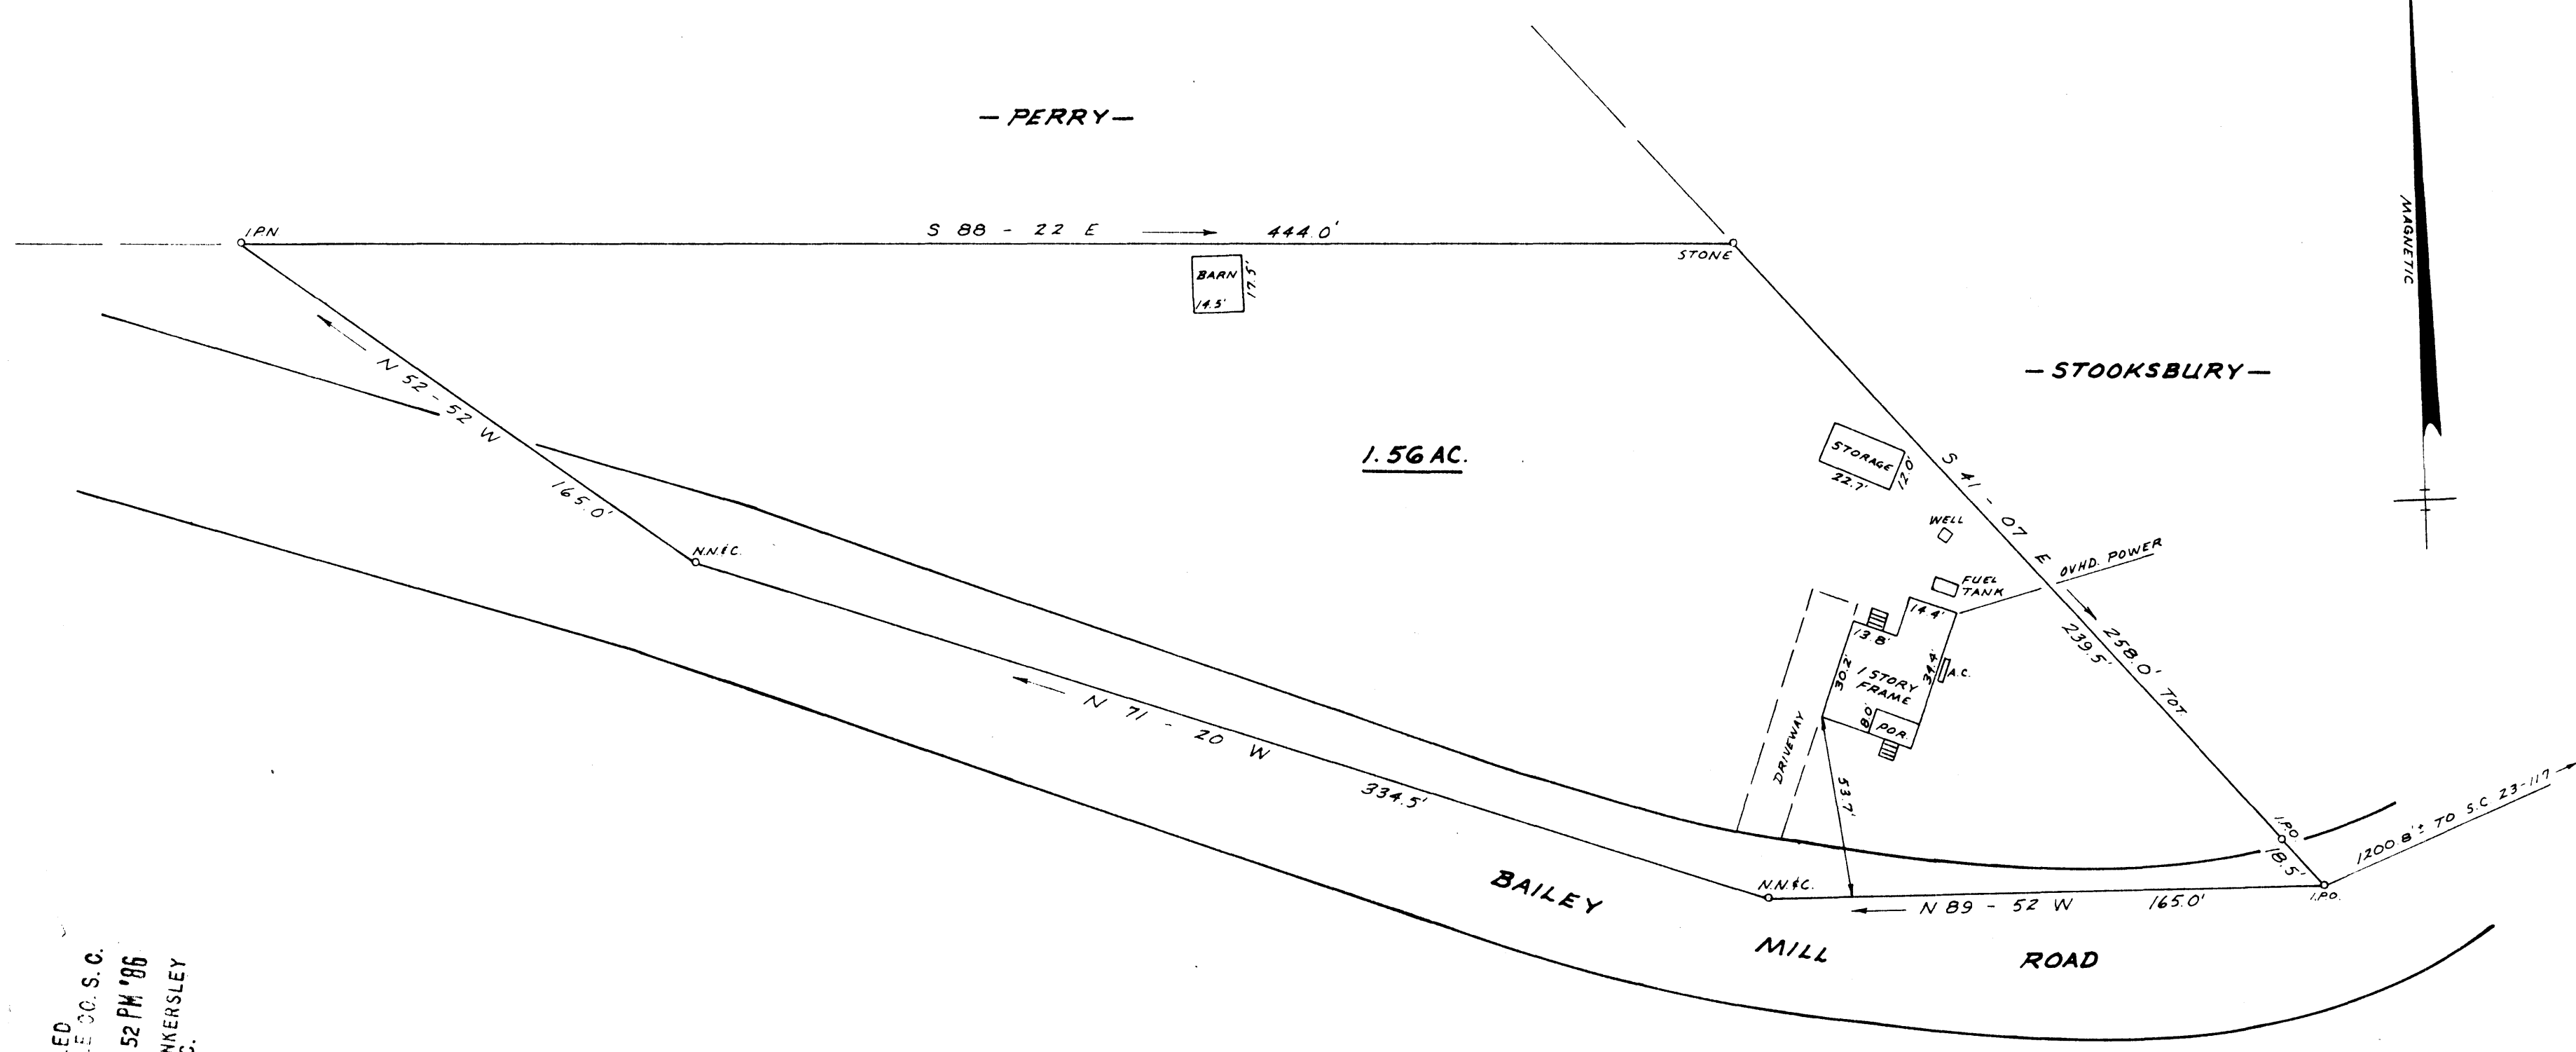 — PERRY —
MAGNETIC
I.P.N
S 88 - 22 E 444.0'
STONE
BARN
14.5'
17.5'
N 52 - 52 W
165.0'
— STOOKSBURY —
1.56 AC.
STORAGE
22.7'
12.0'
S 41 - 07 E
258.0' TOT.
239.5'
WELL
OVHD. POWER
FUEL
TANK
14.4'
13.8'
30.2'
34.4'
1 STORY
FRAME
A.C.
8.0'
POR.
DRIVEWAY
53.7'
N.N.&C.
N 71 - 20 W
334.5'
N.N.&C.
N 89 - 52 W 165.0'
I.P.O.
18.5'
I.P.O.
1200.8'± TO S.C 23-117
BAILEY
MILL
ROAD
CO. S. C.
52 PM '86